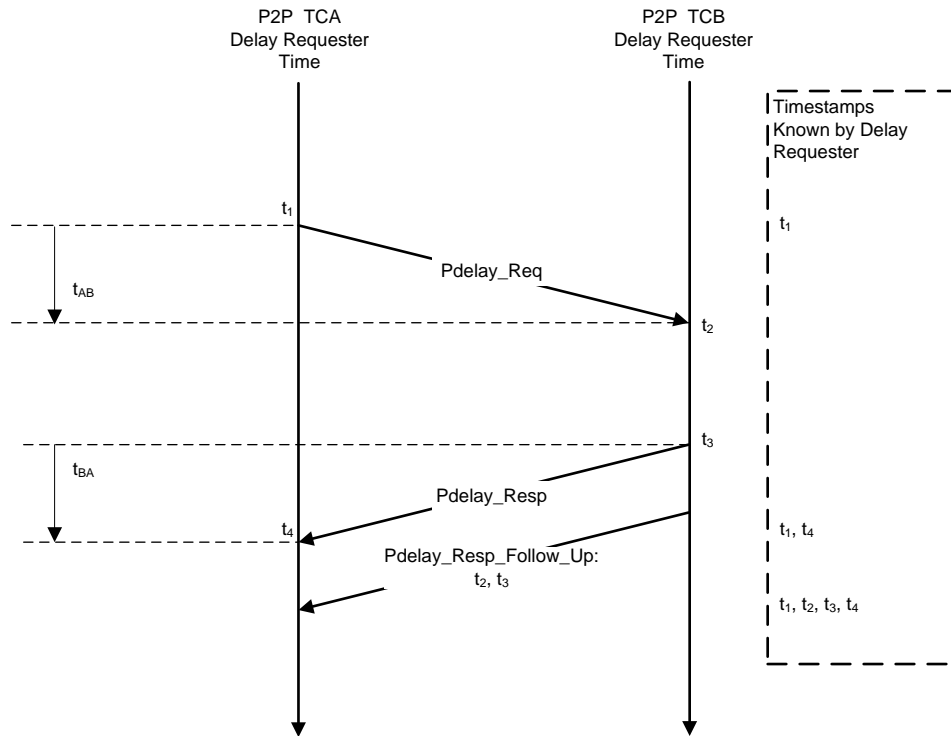 P2P TCA
Delay Requester
Time
P2P TCB
Delay Requester
Time
Timestamps
Known by Delay
Requester
t1
t1
Pdelay_Req
tAB
t2
t3
tBA
Pdelay_Resp
t4
t1, t4
Pdelay_Resp_Follow_Up:
t2, t3
t1, t2, t3, t4